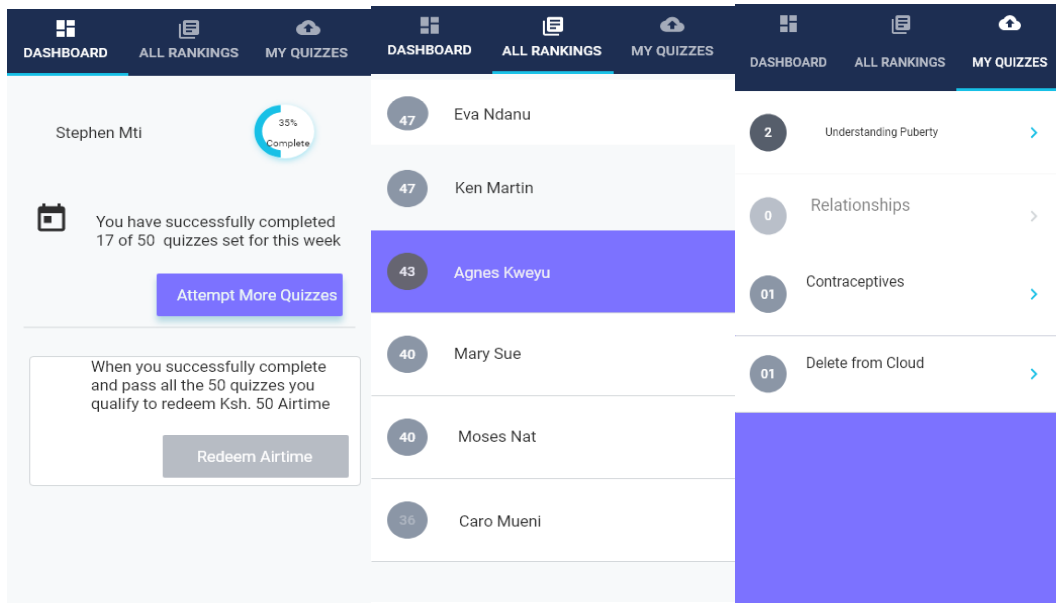 DASHBOARD
ALL RANKINGS
MY QUIZZES
Stephen Mti
35%
Complete
You have successfully completed
17 of 50 quizzes set for this week
Attempt More Quizzes
When you successfully complete
and pass all the 50 quizzes you
qualify to redeem Ksh. 50 Airtime
Redeem Airtime
DASHBOARD
ALL RANKINGS
MY QUIZZES
47 Eva Ndanu
47 Ken Martin
43 Agnes Kweyu
40 Mary Sue
40 Moses Nat
36 Caro Mueni
DASHBOARD
ALL RANKINGS
MY QUIZZES
2 Understanding Puberty
0 Relationships
01 Contraceptives
01 Delete from Cloud